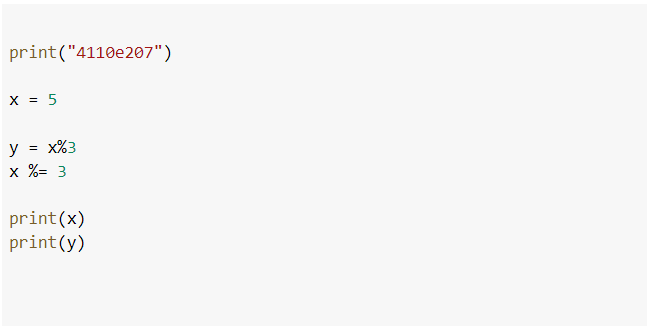 print("4110e207")
x = 5
y = x%3
x %= 3
print(x)
print(y)